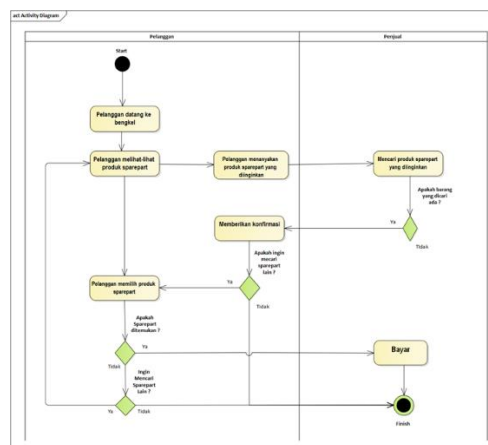 act Activity Diagram
Pelanggan
Penjual
Start
Pelanggan datang ke
bengkel
Pelanggan melihat-lihat
produk sparepart
Pelanggan menanyakan
produk sparepart yang
diinginkan
Mencari produk sparepart
yang diinginkan
Apakah barang
yang dicari
ada ?
Ya
Tidak
Memberikan konfirmasi
Apakah ingin
mecari
sparepart
lain ?
Ya
Tidak
Pelanggan memilih produk
sparepart
Apakah
Sparepart
ditemukan ?
Ya
Tidak
Bayar
Ingin
Mencari
Sparepart
Lain ?
Ya
Tidak
Finish